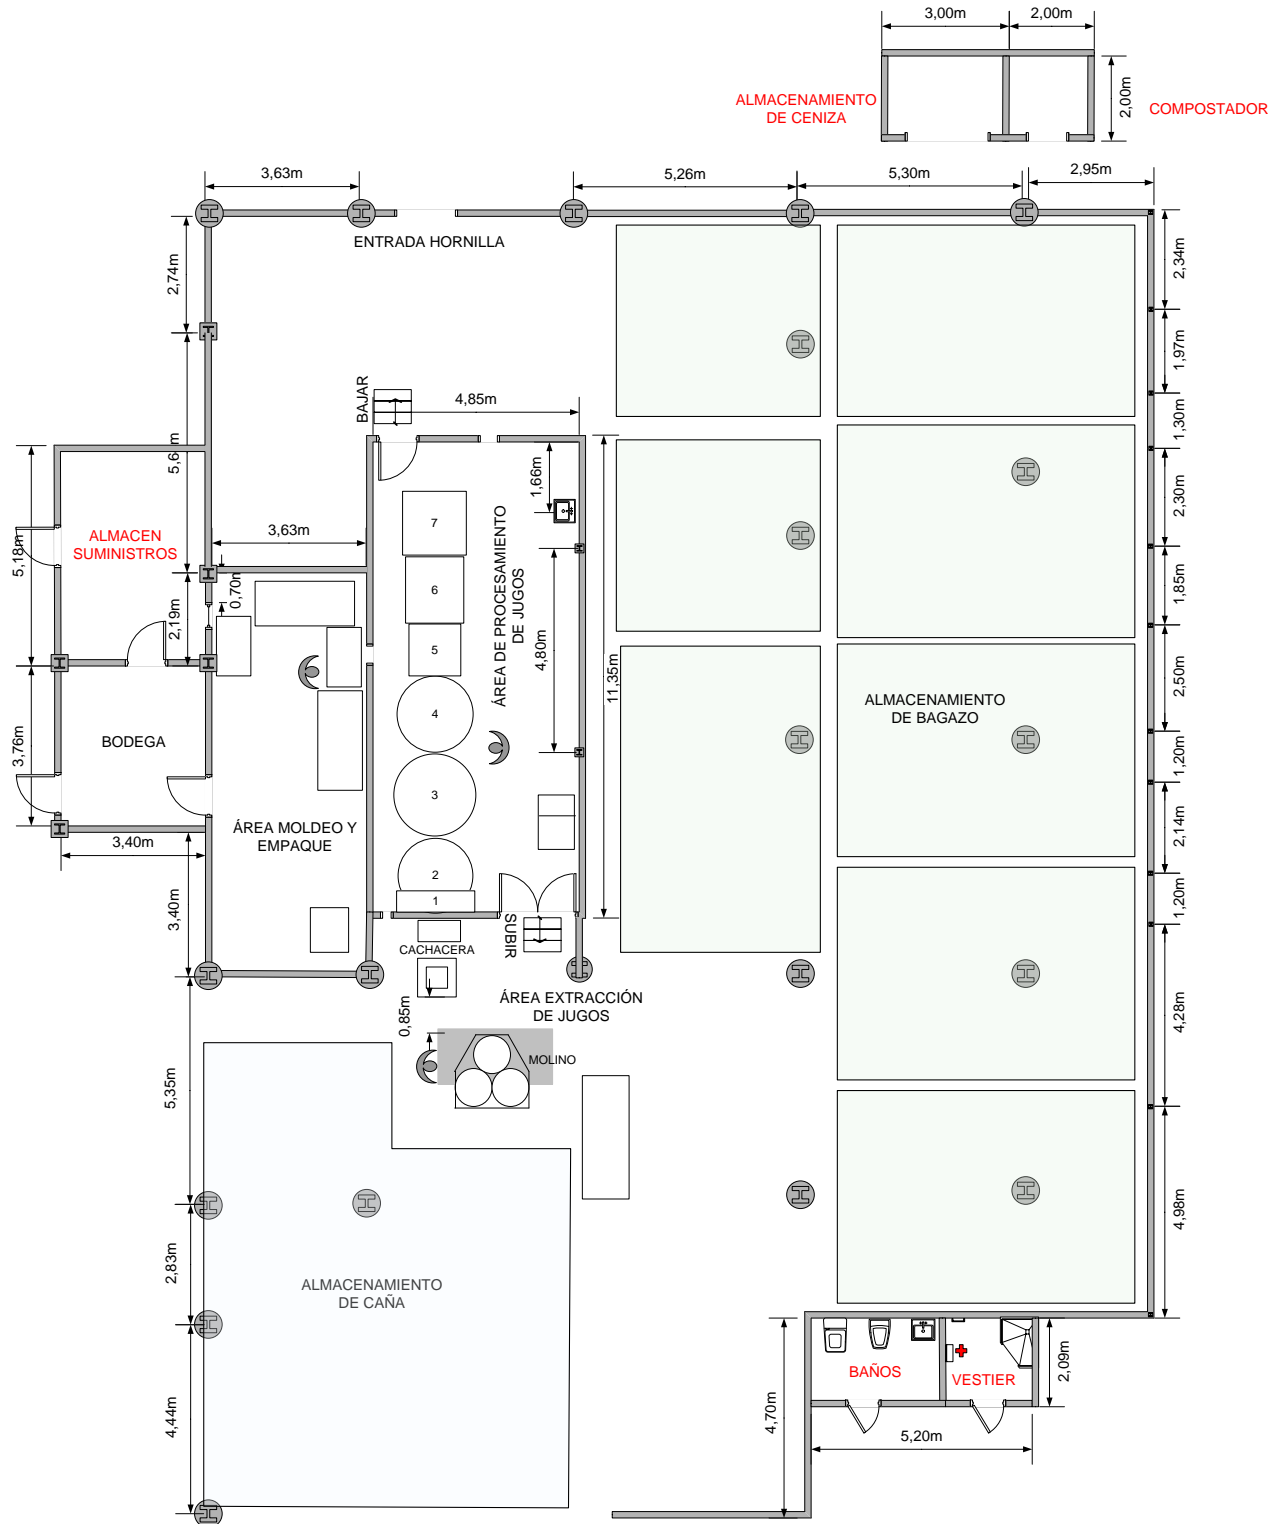 3,00m
2,00m
ALMACENAMIENTO
DE CENIZA
2,00m
COMPOSTADOR
3,63m
5,26m
5,30m
2,95m
ENTRADA HORNILLA
2,74m
2,34m
1,97m
BAJAR
4,85m
1,30m
1,66m
2,30m
7
ALMACEN
SUMINISTROS
5,18m
3,63m
0,70m
2,19m
6
5
4
3
2
1
ÁREA DE PROCESAMIENTO
DE JUGOS
4,80m
11,35m
1,85m
2,50m
ALMACENAMIENTO
DE BAGAZO
BODEGA
3,76m
1,20m
2,14m
ÁREA MOLDEO Y
EMPAQUE
3,40m
3,40m
1,20m
SUBIR
CACHACERA
ÁREA EXTRACCIÓN
DE JUGOS
0,85m
MOLINO
4,28m
5,35m
4,98m
2,83m
ALMACENAMIENTO
DE CAÑA
4,44m
BAÑOS
VESTIER
2,09m
4,70m
5,20m